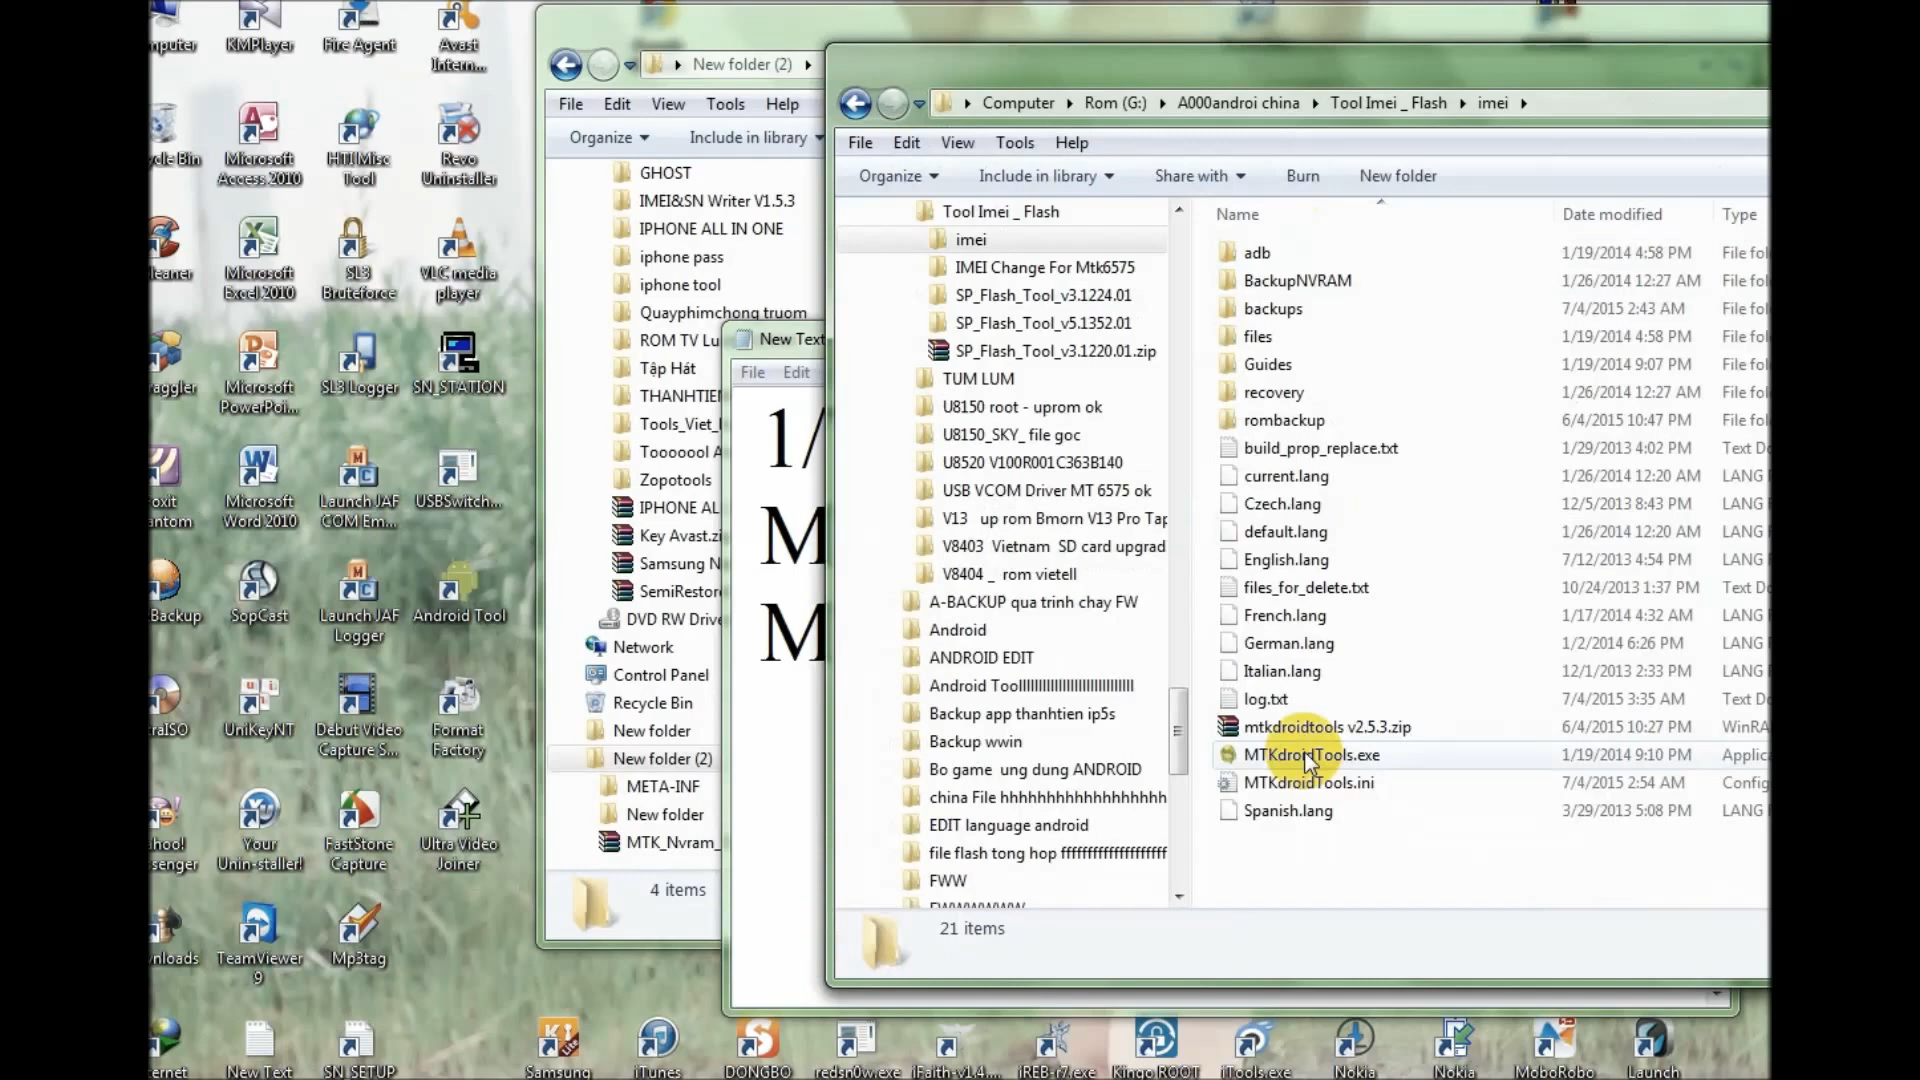 mputer
KMPlayer
Fire Agent
Avast
Intern...
ycle Bin
Microsoft
Access 2010
HTI Misc
Tool
Revo
Uninstaller
leaner
Microsoft
Excel 2010
SL3
Bruteforce
VLC media
player
raggler
Microsoft
PowerPoi...
SL3 Logger
SN_STATION
oxit
antom
Microsoft
Word 2010
Launch JAF
COM Em...
USBSwitch...
Backup
SopCast
Launch JAF
Logger
Android Tool
traISO
UniKeyNT
Debut Video
Capture S...
Format
Factory
ahoo!
senger
Your
Unin-staller!
FastStone
Capture
Ultra Video
Joiner
wnloads
TeamViewer
9
Mp3tag
ternet
New Text
SN_SETUP
Samsung
iTunes
DONGBO
redsn0w.exe
iFaith-v1.4....
iREB-r7.exe
Kingo ROOT
iTools.exe
Nokia
Nokia
MoboRobo
Launch
New folder (2)
File Edit View Tools Help
Organize Include in library
GHOST
IMEI&SN Writer V1.5.3
IPHONE ALL IN ONE
iphone pass
iphone tool
Quayphimchong truom
ROM TV Lu
Tập Hát
THANHTIEN
Tools_Viet_
Tooooool A
Zopotools
IPHONE AL
Key Avast.zi
Samsung N
SemiRestor
DVD RW Drive
Network
Control Panel
Recycle Bin
New folder
New folder (2)
META-INF
New folder
MTK_Nvram_
4 items
New Text
File Edit
1/
M
M
Computer Rom (G:) A000androi china Tool Imei _ Flash imei
File Edit View Tools Help
Organize Include in library Share with Burn New folder
Tool Imei _ Flash
imei
IMEI Change For Mtk6575
SP_Flash_Tool_v3.1224.01
SP_Flash_Tool_v5.1352.01
SP_Flash_Tool_v3.1220.01.zip
TUM LUM
U8150 root - uprom ok
U8150_SKY_ file goc
U8520 V100R001C363B140
USB VCOM Driver MT 6575 ok
V13 up rom Bmorn V13 Pro Tap
V8403 Vietnam SD card upgrad
V8404 _ rom vietell
A-BACKUP qua trinh chay FW
Android
ANDROID EDIT
Backup app thanhtien ip5s
Backup wwin
Bo game ung dung ANDROID
china File hhhhhhhhhhhhhhhhhh
EDIT language android
FWW
Name Date modified Type
adb 1/19/2014 4:58 PM File fol
BackupNVRAM 1/26/2014 12:27 AM File fol
backups 7/4/2015 2:43 AM File fol
files 1/19/2014 4:58 PM File fol
Guides 1/19/2014 9:07 PM File fol
recovery 1/26/2014 12:27 AM File fol
rombackup 6/4/2015 10:47 PM File fol
build_prop_replace.txt 1/29/2013 4:02 PM Text Do
current.lang 1/26/2014 12:20 AM LANG
Czech.lang 12/5/2013 8:43 PM LANG
default.lang 1/26/2014 12:20 AM LANG
English.lang 7/12/2013 4:54 PM LANG
files_for_delete.txt 10/24/2013 1:37 PM Text Do
French.lang 1/17/2014 4:32 AM LANG
German.lang 1/2/2014 6:26 PM LANG
Italian.lang 12/1/2013 2:33 PM LANG
log.txt 7/4/2015 3:35 AM Text Do
mtkdroidtools v2.5.3.zip 6/4/2015 10:27 PM WinRA
MTKdroidTools.exe 1/19/2014 9:10 PM Applic
MTKdroidTools.ini 7/4/2015 2:54 AM Config
Spanish.lang 3/29/2013 5:08 PM LANG
21 items